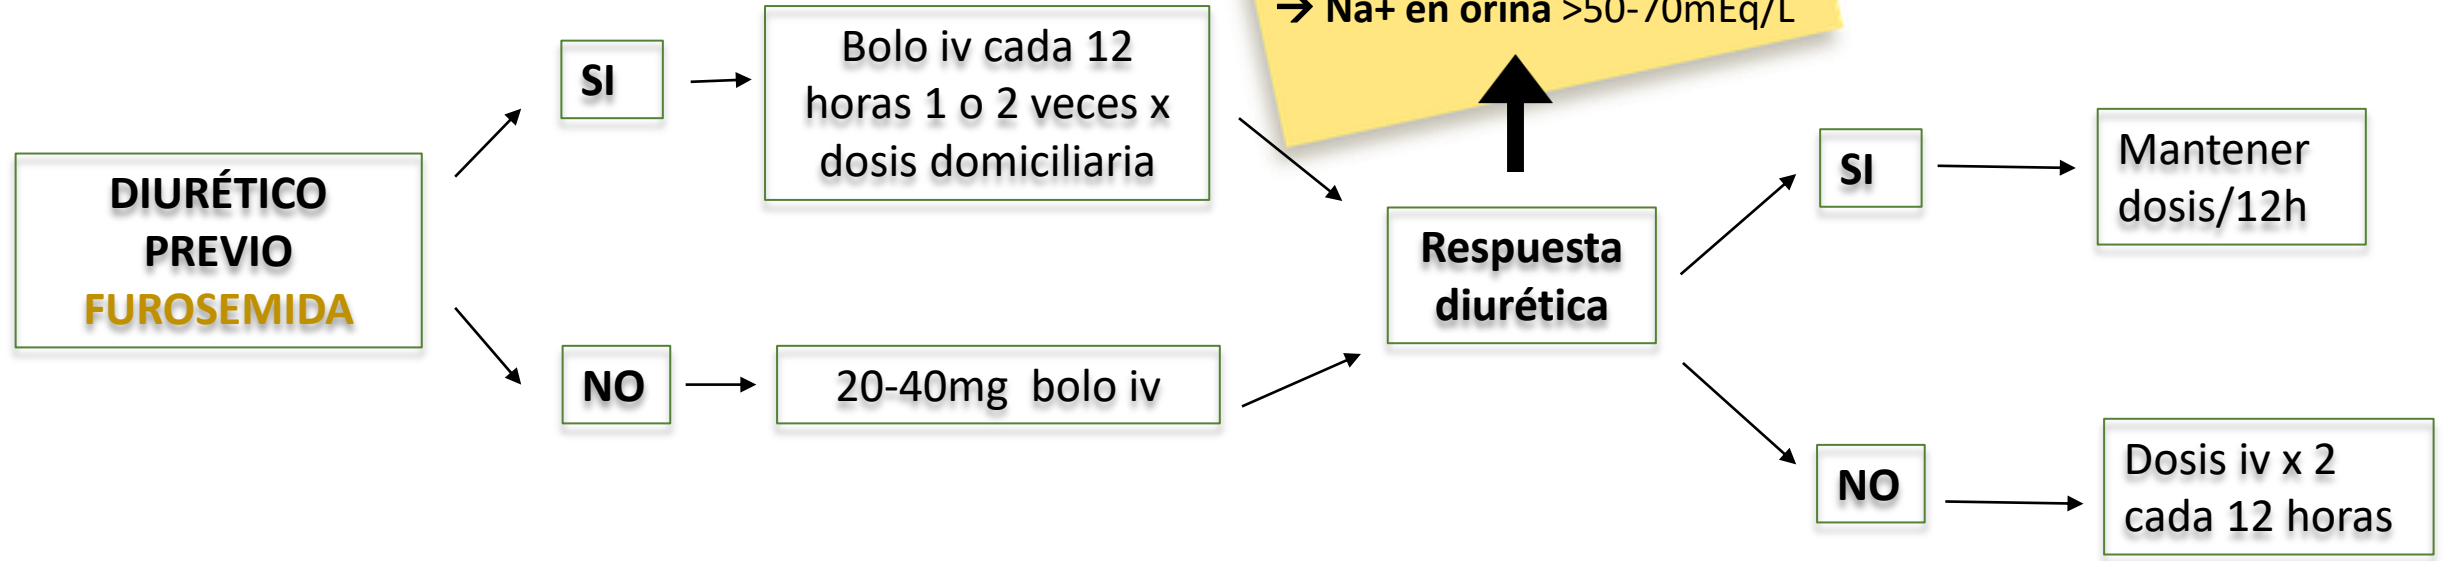 → Na+ en orina >50-70mEq/L
SI
Bolo iv cada 12
horas 1 o 2 veces x
dosis domiciliaria
DIURÉTICO
PREVIO
FUROSEMIDA
NO
20-40mg bolo iv
Respuesta
diurética
SI
Mantener
dosis/12h
NO
Dosis iv x 2
cada 12 horas